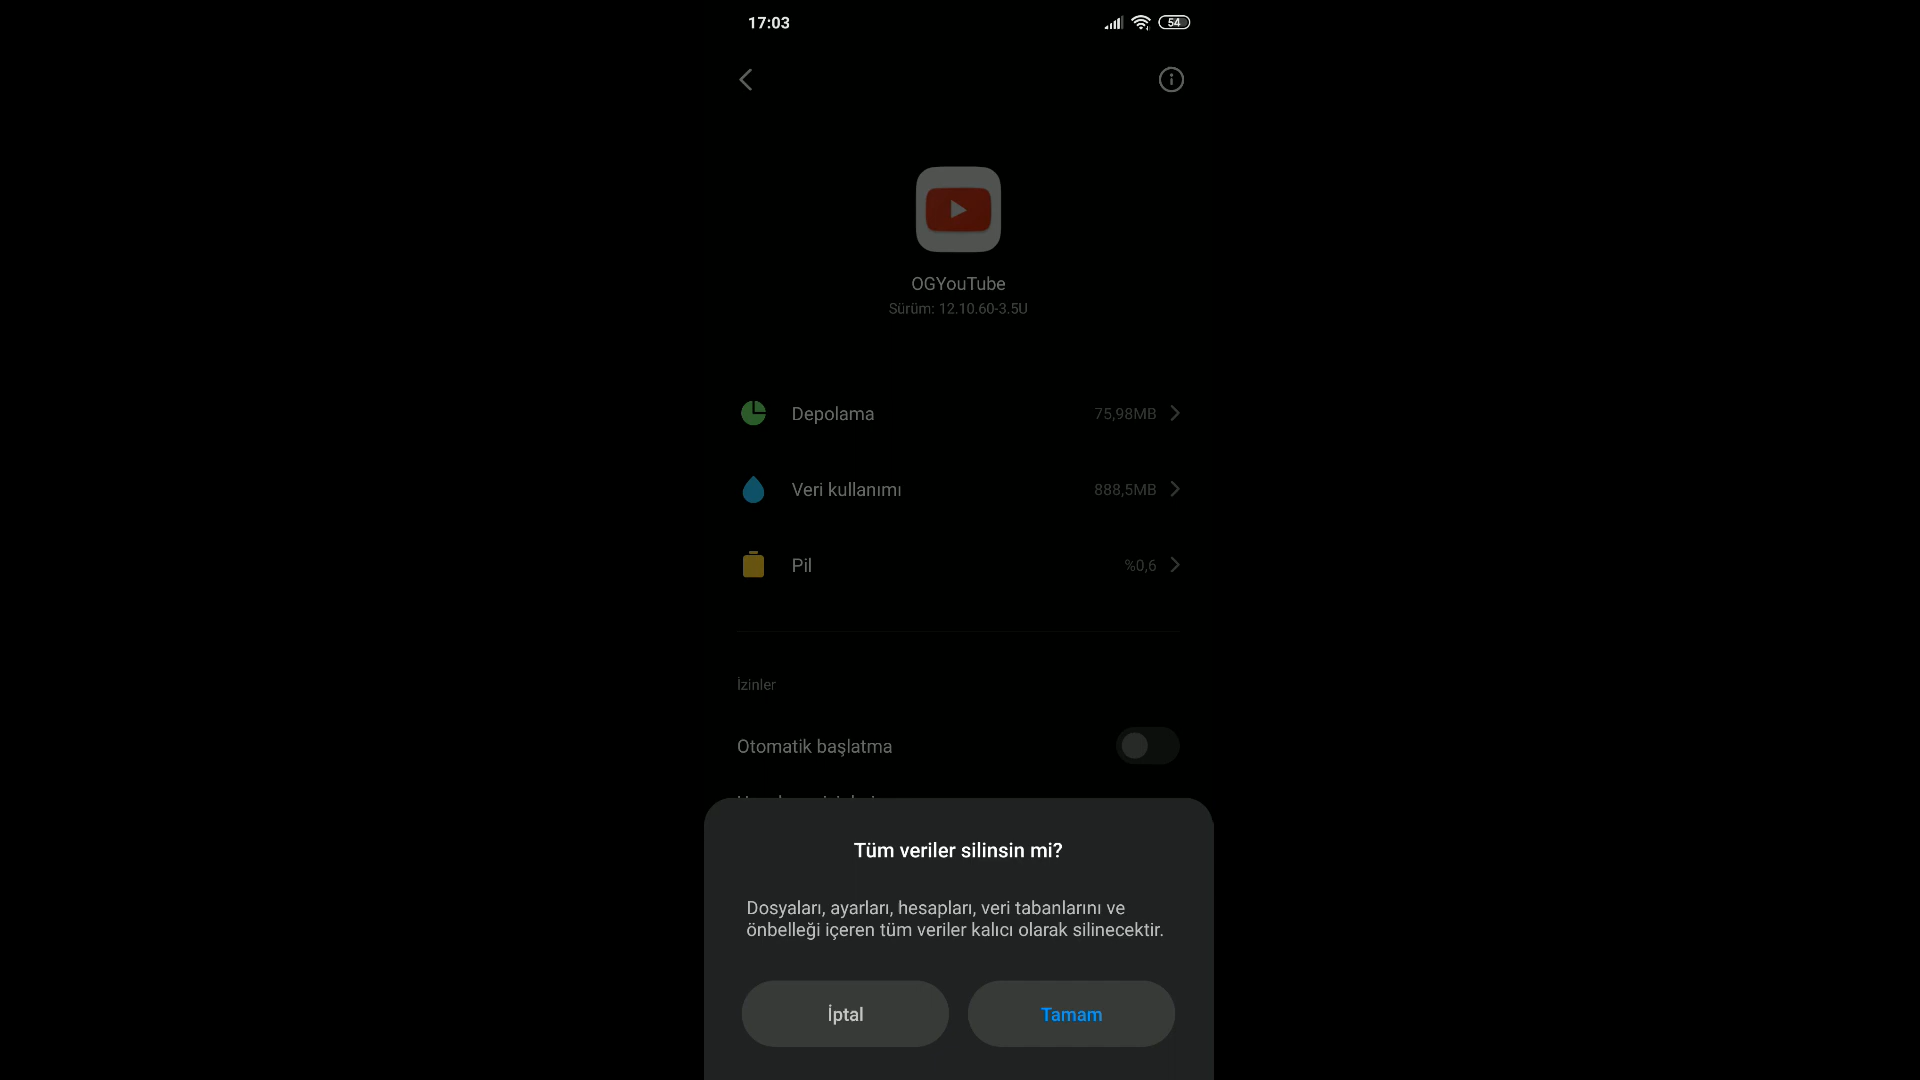 17:03
54
OGYouTube
Sürüm: 12.10.60-3.5U
Depolama 75,98MB
Veri kullanımı 888,5MB
Pil %0,6
İzinler
Otomatik başlatma
Tüm veriler silinsin mi?
Dosyaları, ayarları, hesapları, veri tabanlarını ve
önbelleği içeren tüm veriler kalıcı olarak silinecektir.
İptal Tamam